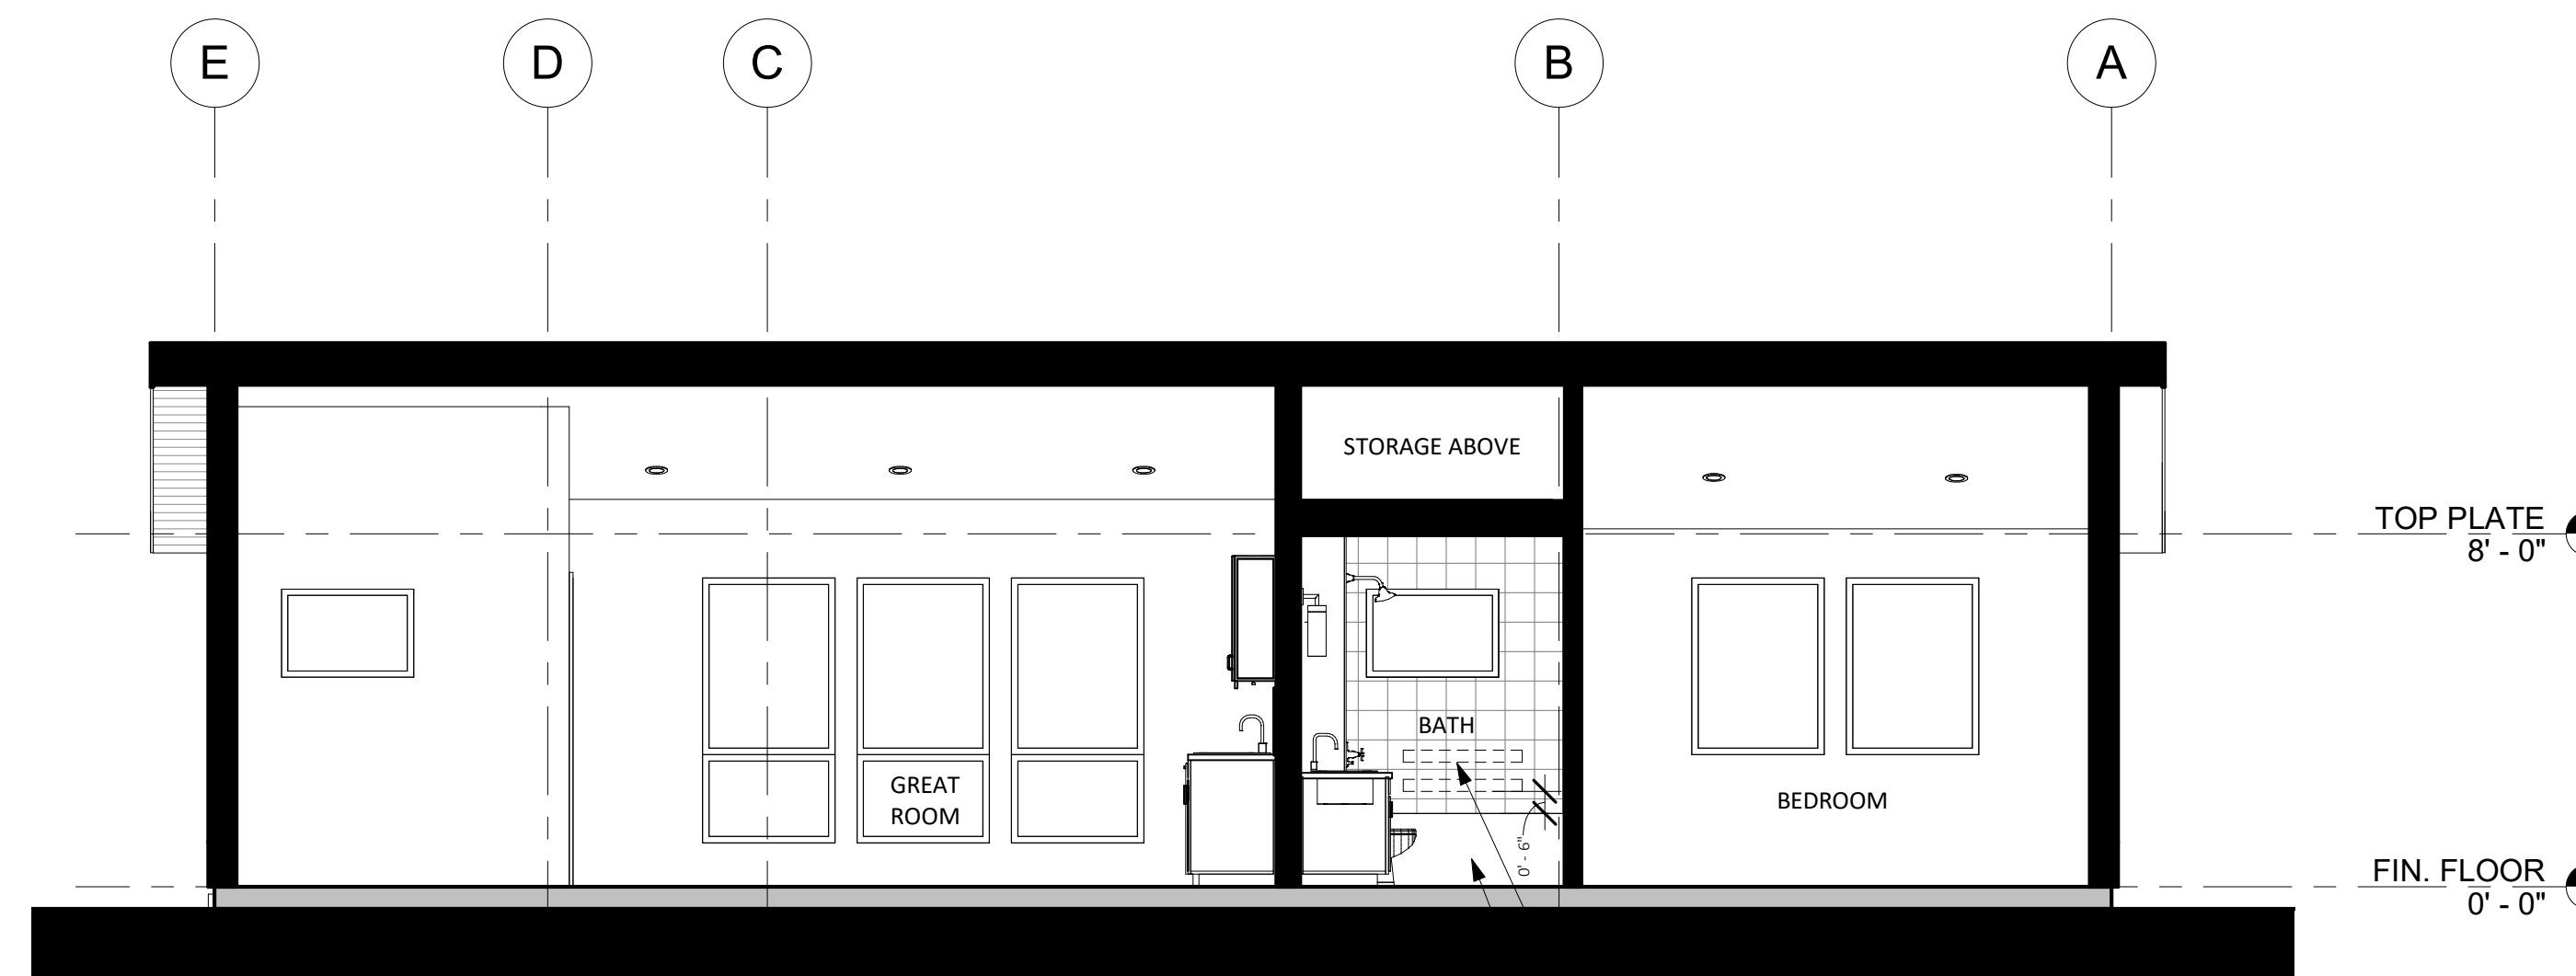 E
D
C
B
A
STORAGE ABOVE
TOP PLATE
8' - 0"
BATH
GREAT
ROOM
BEDROOM
0' - 6"
FIN. FLOOR
0' - 0"